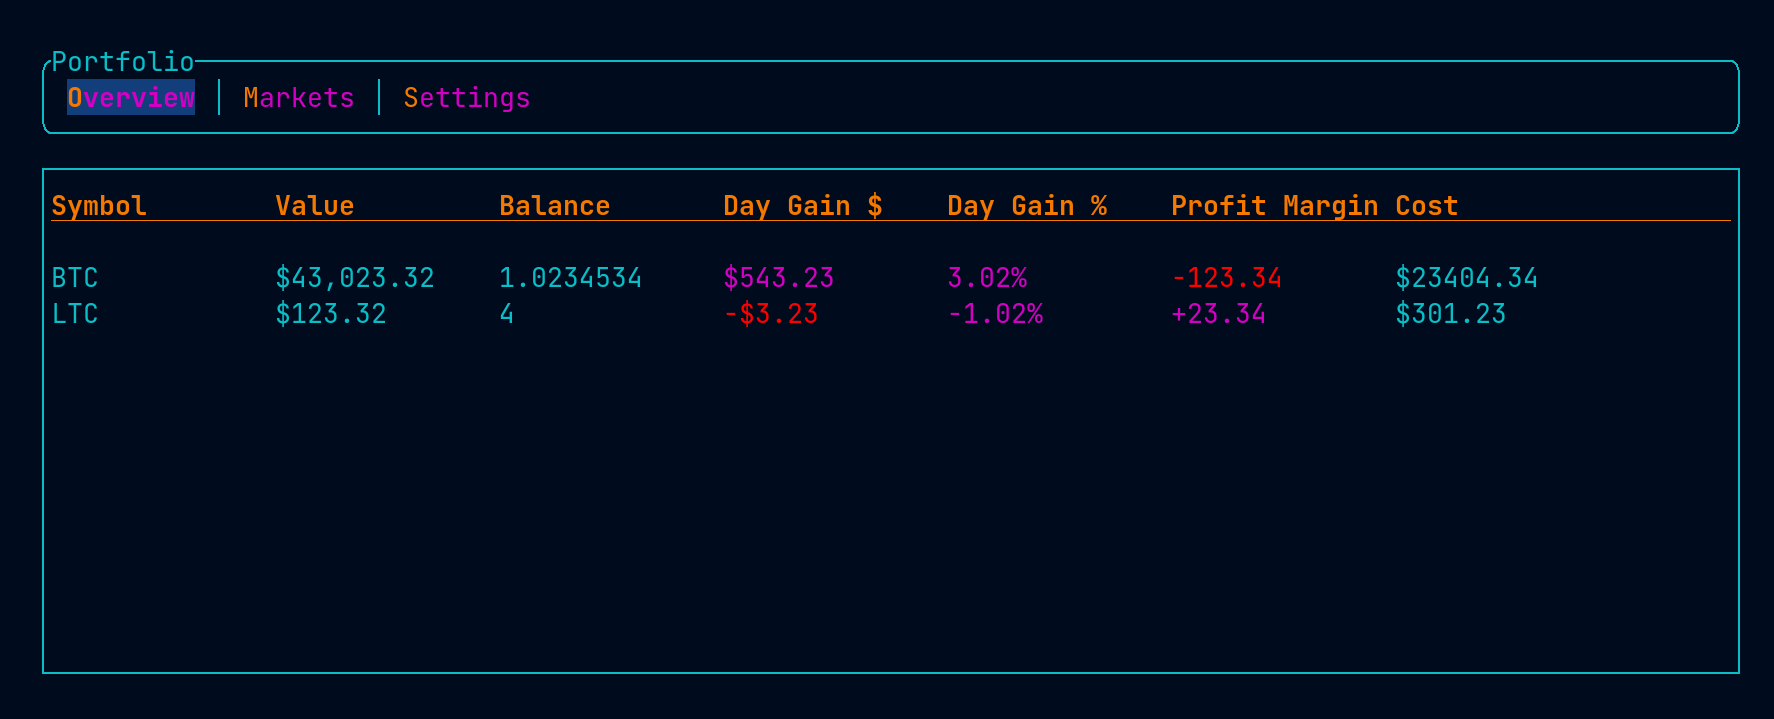 Portfolio
Overview │ Markets │ Settings
Symbol Value Balance Day Gain $ Day Gain % Profit Margin Cost
BTC $43,023.32 1.0234534 $543.23 3.02% -123.34 $23404.34
LTC $123.32 4 -$3.23 -1.02% +23.34 $301.23